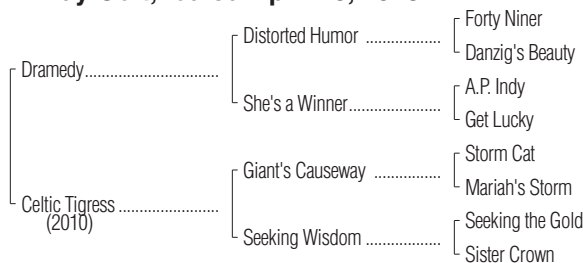 Forty Niner
Distorted Humor ..................
Danzig's Beauty
Dramedy.................................
A.P. Indy
She's a Winner......................
Get Lucky
Storm Cat
Giant's Causeway ................
Mariah's Storm
Celtic Tigress .........................
(2010)
Seeking the Gold
Seeking Wisdom ..................
Sister Crown